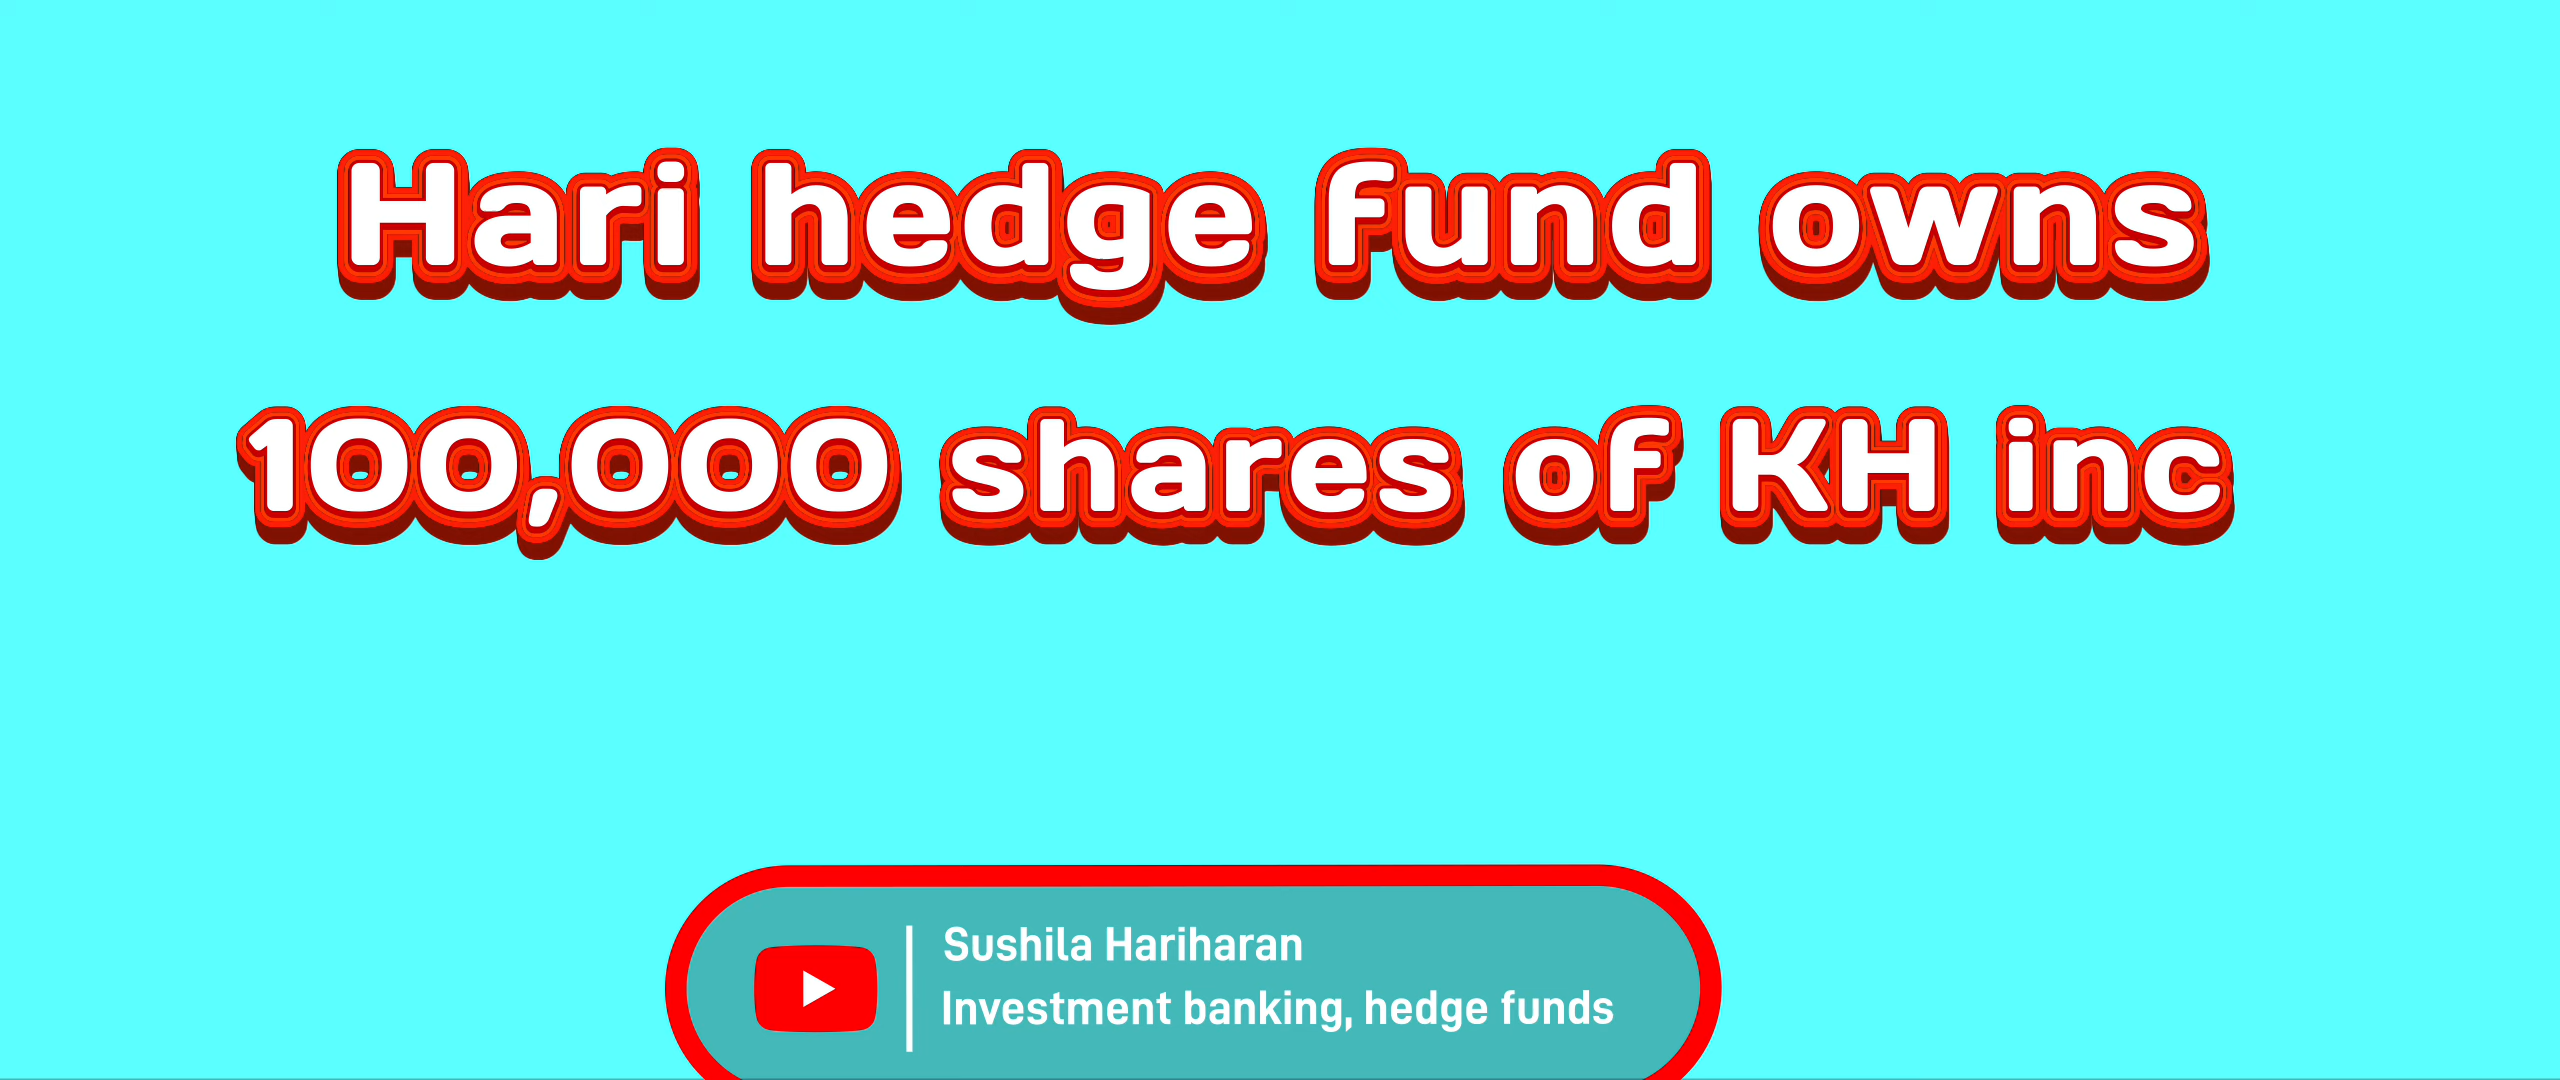 Hari hedge fund owns
100,000 shares of KH inc
Sushila Hariharan
Investment banking, hedge funds